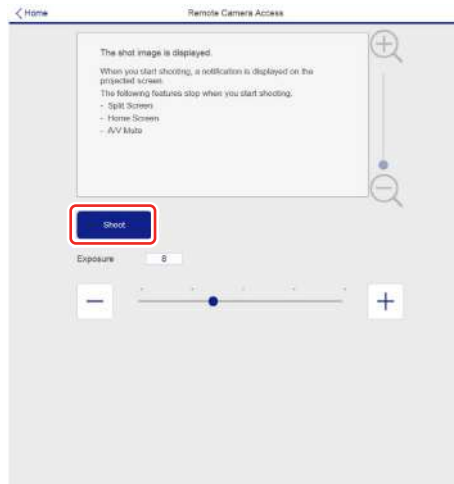 < Home
Remote Camera Access
The shot image is displayed.
When you start shooting, a notification is displayed on the
projected screen.
The following features stop when you start shooting.
- Split Screen
- Home Screen
- A/V Mute
Shoot
Exposure 8